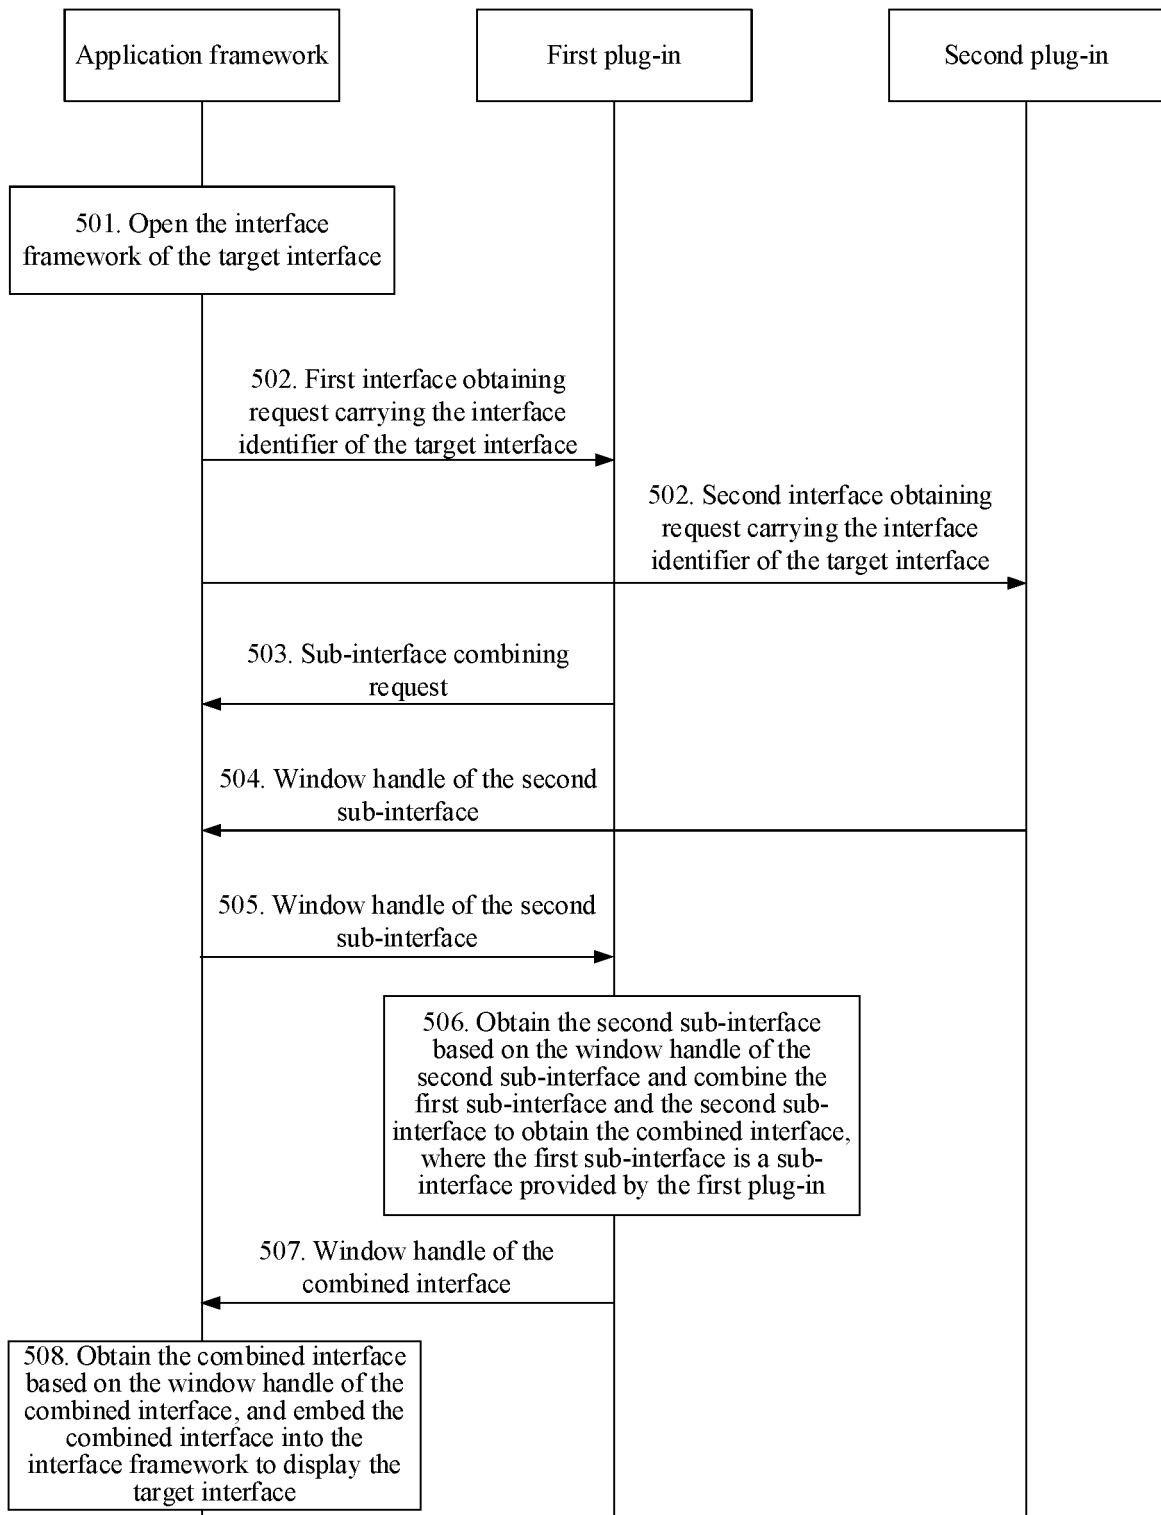 Application framework
First plug-in
Second plug-in
501. Open the interface
framework of the target interface
502. First interface obtaining
request carrying the interface
identifier of the target interface
502. Second interface obtaining
request carrying the interface
identifier of the target interface
503. Sub-interface combining
request
504. Window handle of the second
sub-interface
505. Window handle of the second
sub-interface
506. Obtain the second sub-interface
based on the window handle of the
second sub-interface and combine the
first sub-interface and the second sub-
interface to obtain the combined interface,
where the first sub-interface is a sub-
interface provided by the first plug-in
507. Window handle of the
combined interface
508. Obtain the combined interface
based on the window handle of the
combined interface, and embed the
combined interface into the
interface framework to display the
target interface